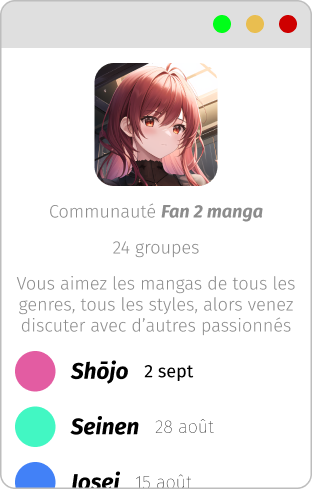 Communauté Fan 2 manga
24 groupes
Vous aimez les mangas de tous les
genres, tous les styles, alors venez
discuter avec d’autres passionnés
Shōjo 2 sept
Seinen 28 août
Josei 15 août